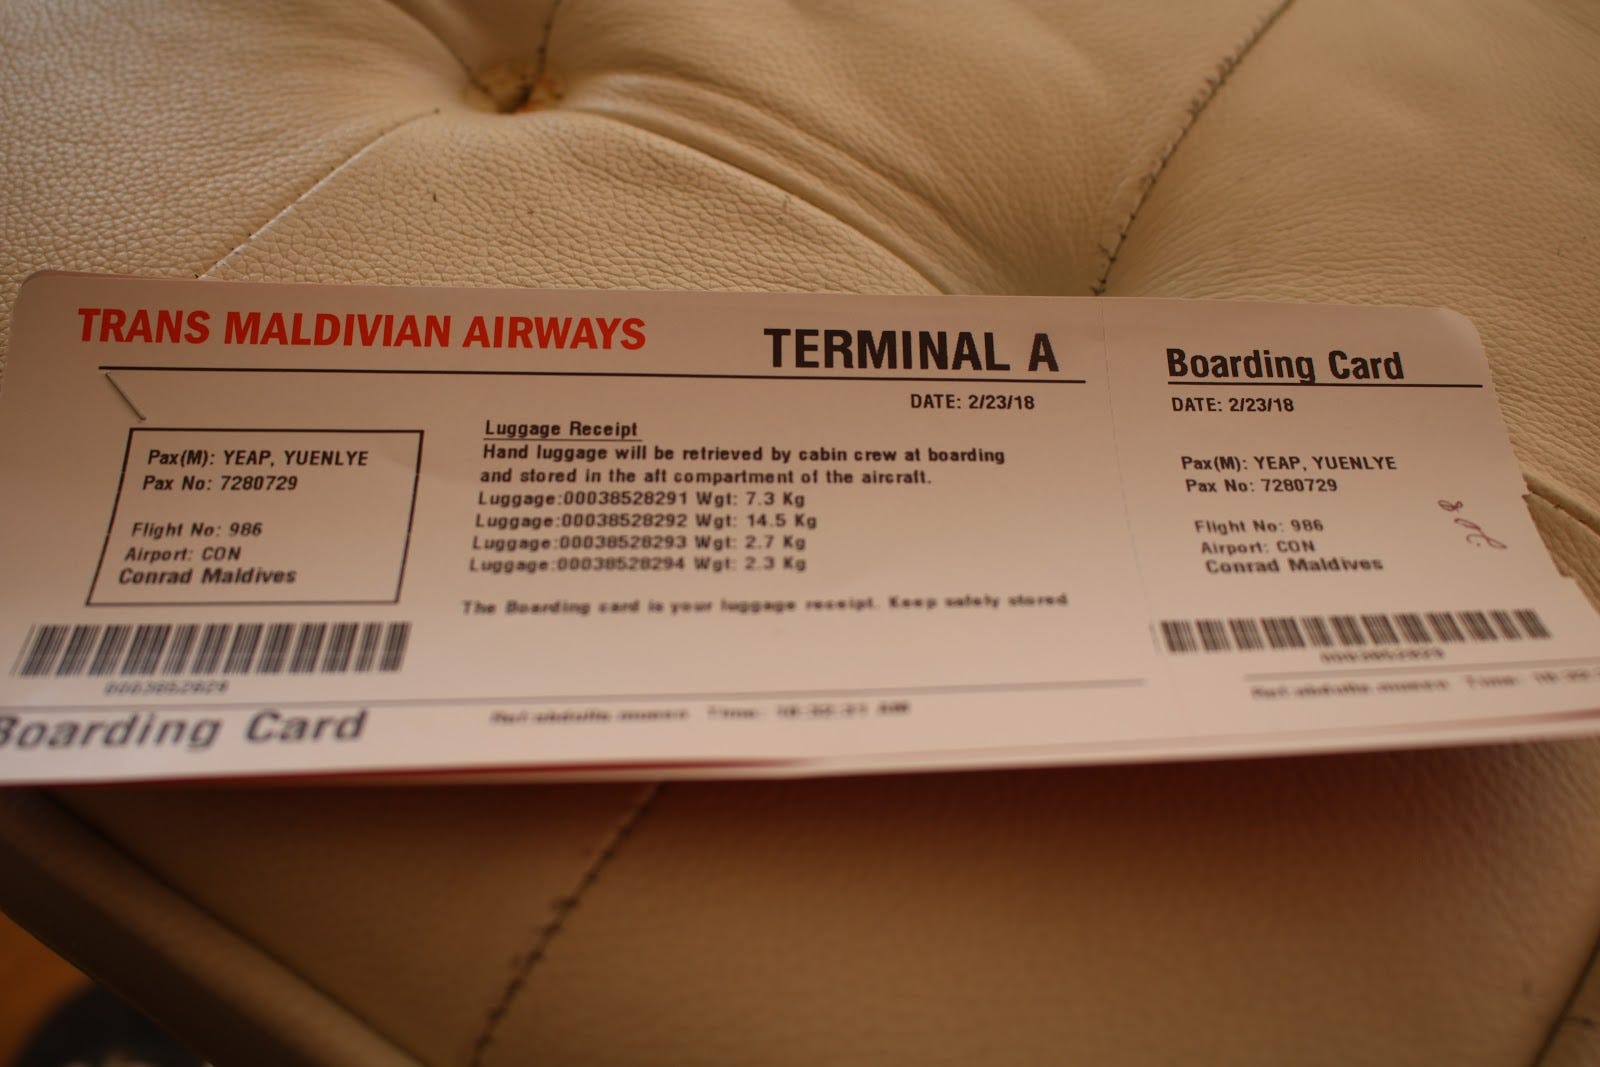 TRANS MALDIVIAN AIRWAYS
TERMINAL A
DATE: 2/23/18
Pax(M): YEAP, YUENLYE
Pax No: 7280729
Flight No: 986
Airport: CON
Conrad Maldives
Luggage Receipt
Hand luggage will be retrieved by cabin crew at boarding
and stored in the aft compartment of the aircraft.
Luggage:00038528291 Wgt: 7.3 Kg
Luggage:00038528292 Wgt: 14.5 Kg
Luggage:00038528293 Wgt: 2.7 Kg
Luggage:00038528294 Wgt: 2.3 Kg
The Boarding card is your luggage receipt. Keep safely stored
0003852829
Boarding Card
Time:
Boarding Card
DATE: 2/23/18
Pax(M): YEAP, YUENLYE
Pax No: 7280729
Flight No: 986
Airport: CON
Conrad Maldives
0003852829
Time: